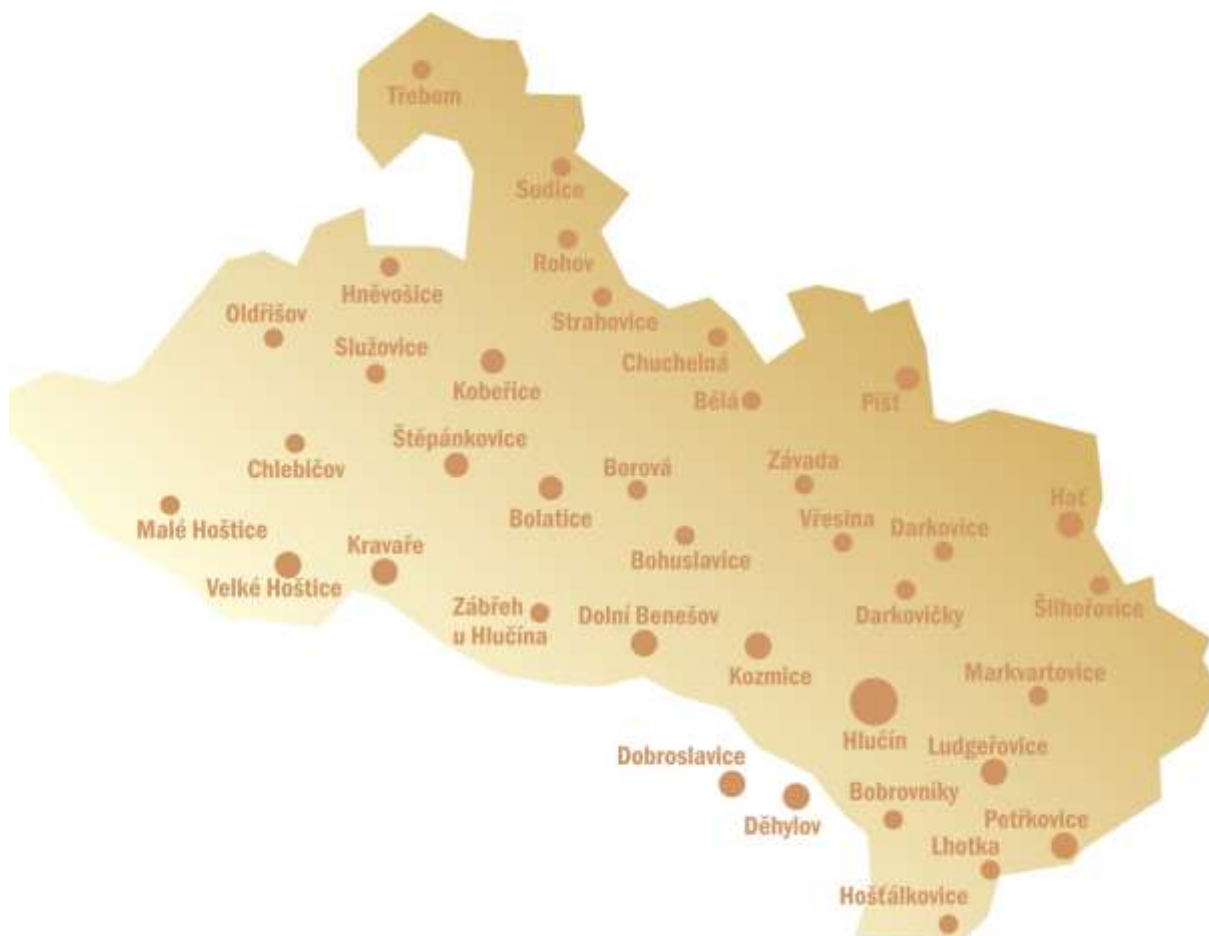 Třebom
Sudice
Rohov
Hněvošice
Oldřišov
Strahovice
Služovice
Chuchelná
Kobeřice
Bělá
Píšť
Štěpánkovice
Chlebičov
Borová
Závada
Hať
Bolatice
Malé Hoštice
Vřesina
Darkovice
Kravaře
Bohuslavice
Velké Hoštice
Zábřeh
u Hlučína
Dolní Benešov
Darkovičky
Šilheřovice
Kozmice
Markvartovice
Hlučín
Ludgeřovice
Dobroslavice
Bobrovníky
Děhylov
Petřkovice
Lhotka
Hošťálkovice